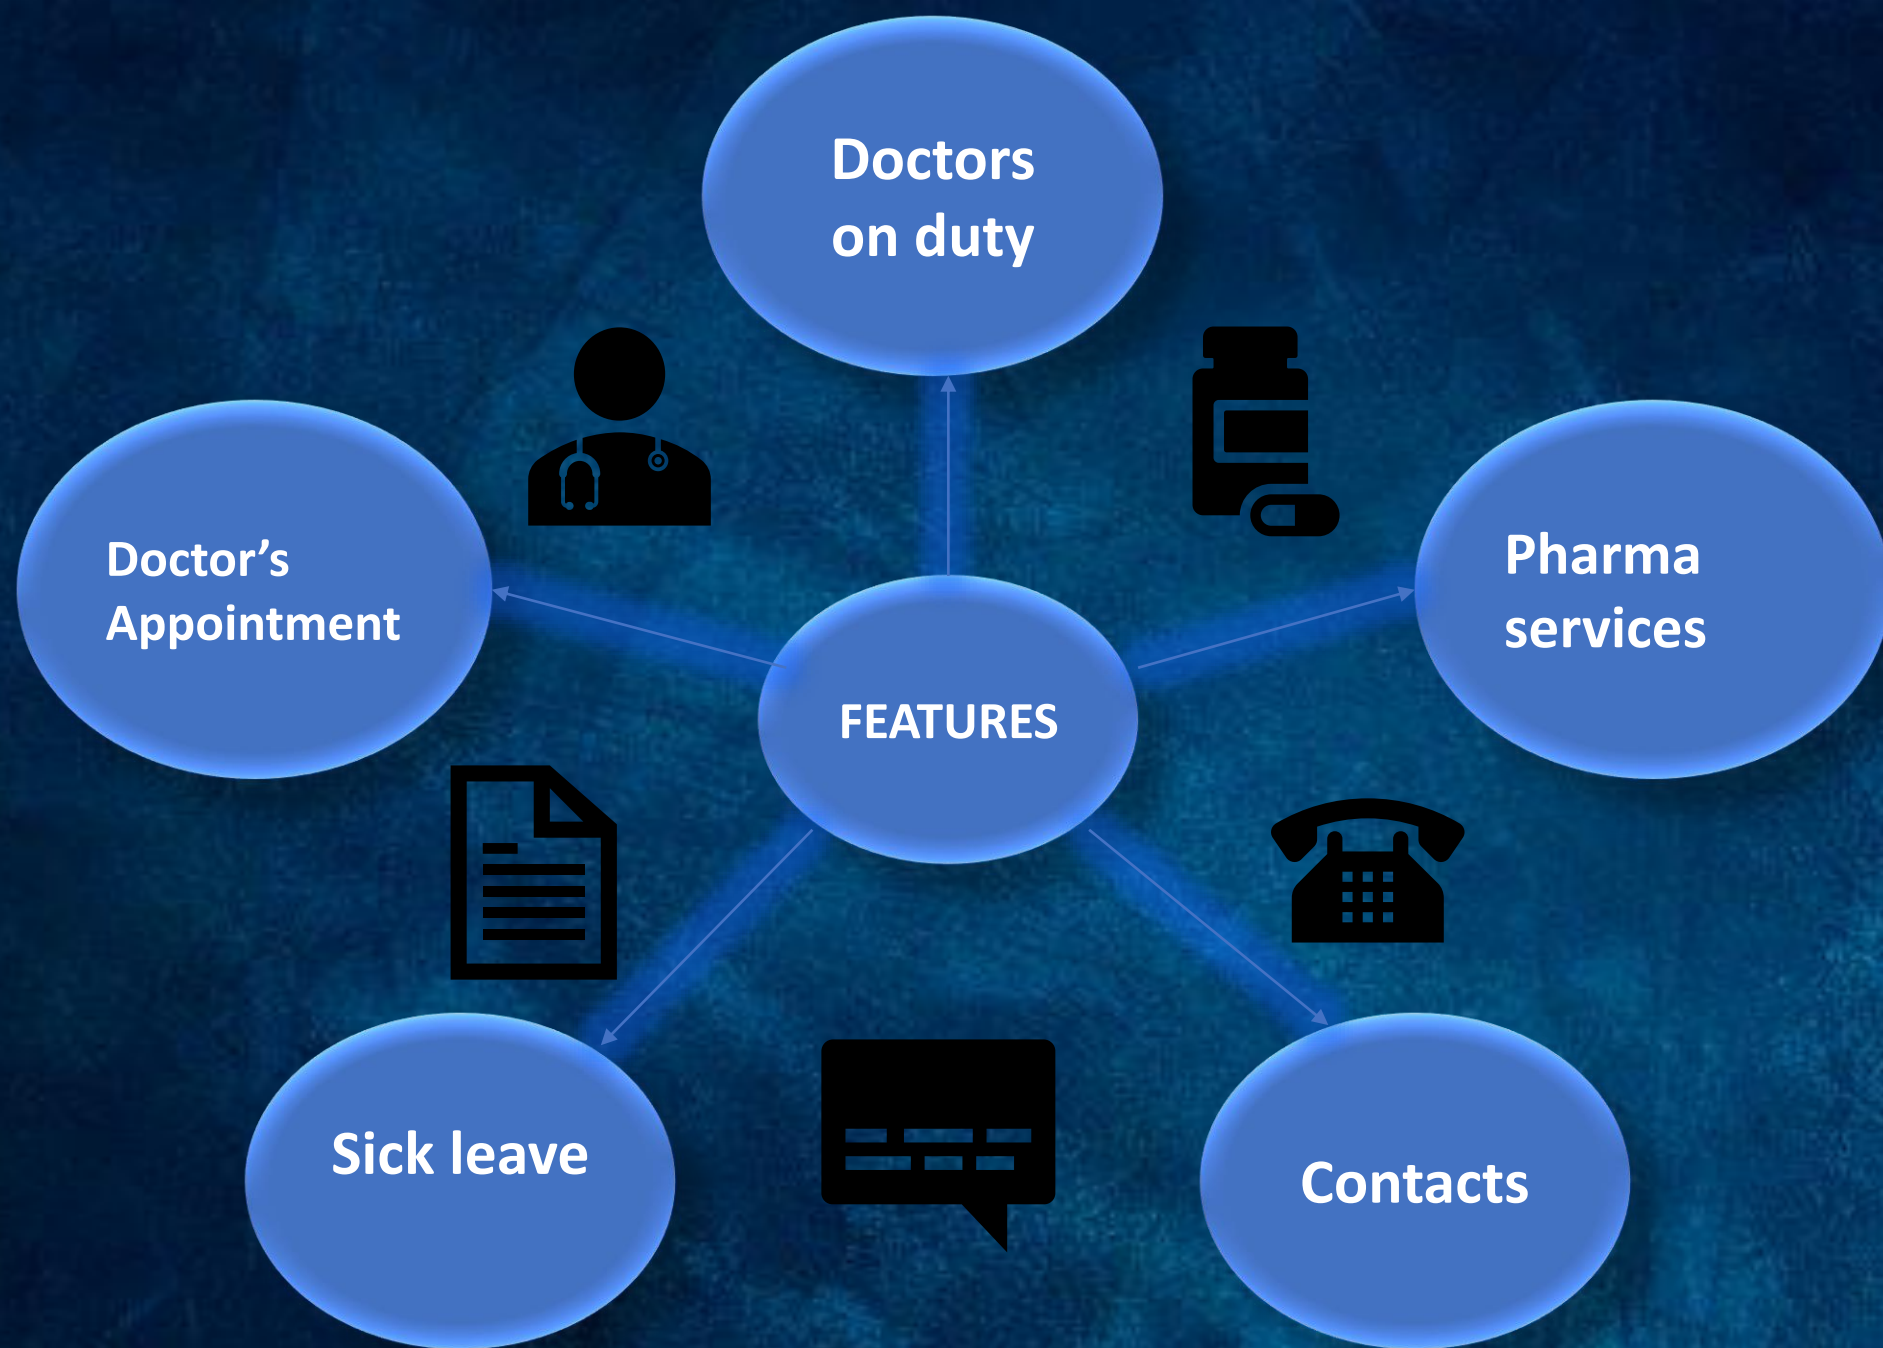 Doctors
on duty
Doctor’s
Appointment
Pharma
services
FEATURES
Sick leave
Contacts